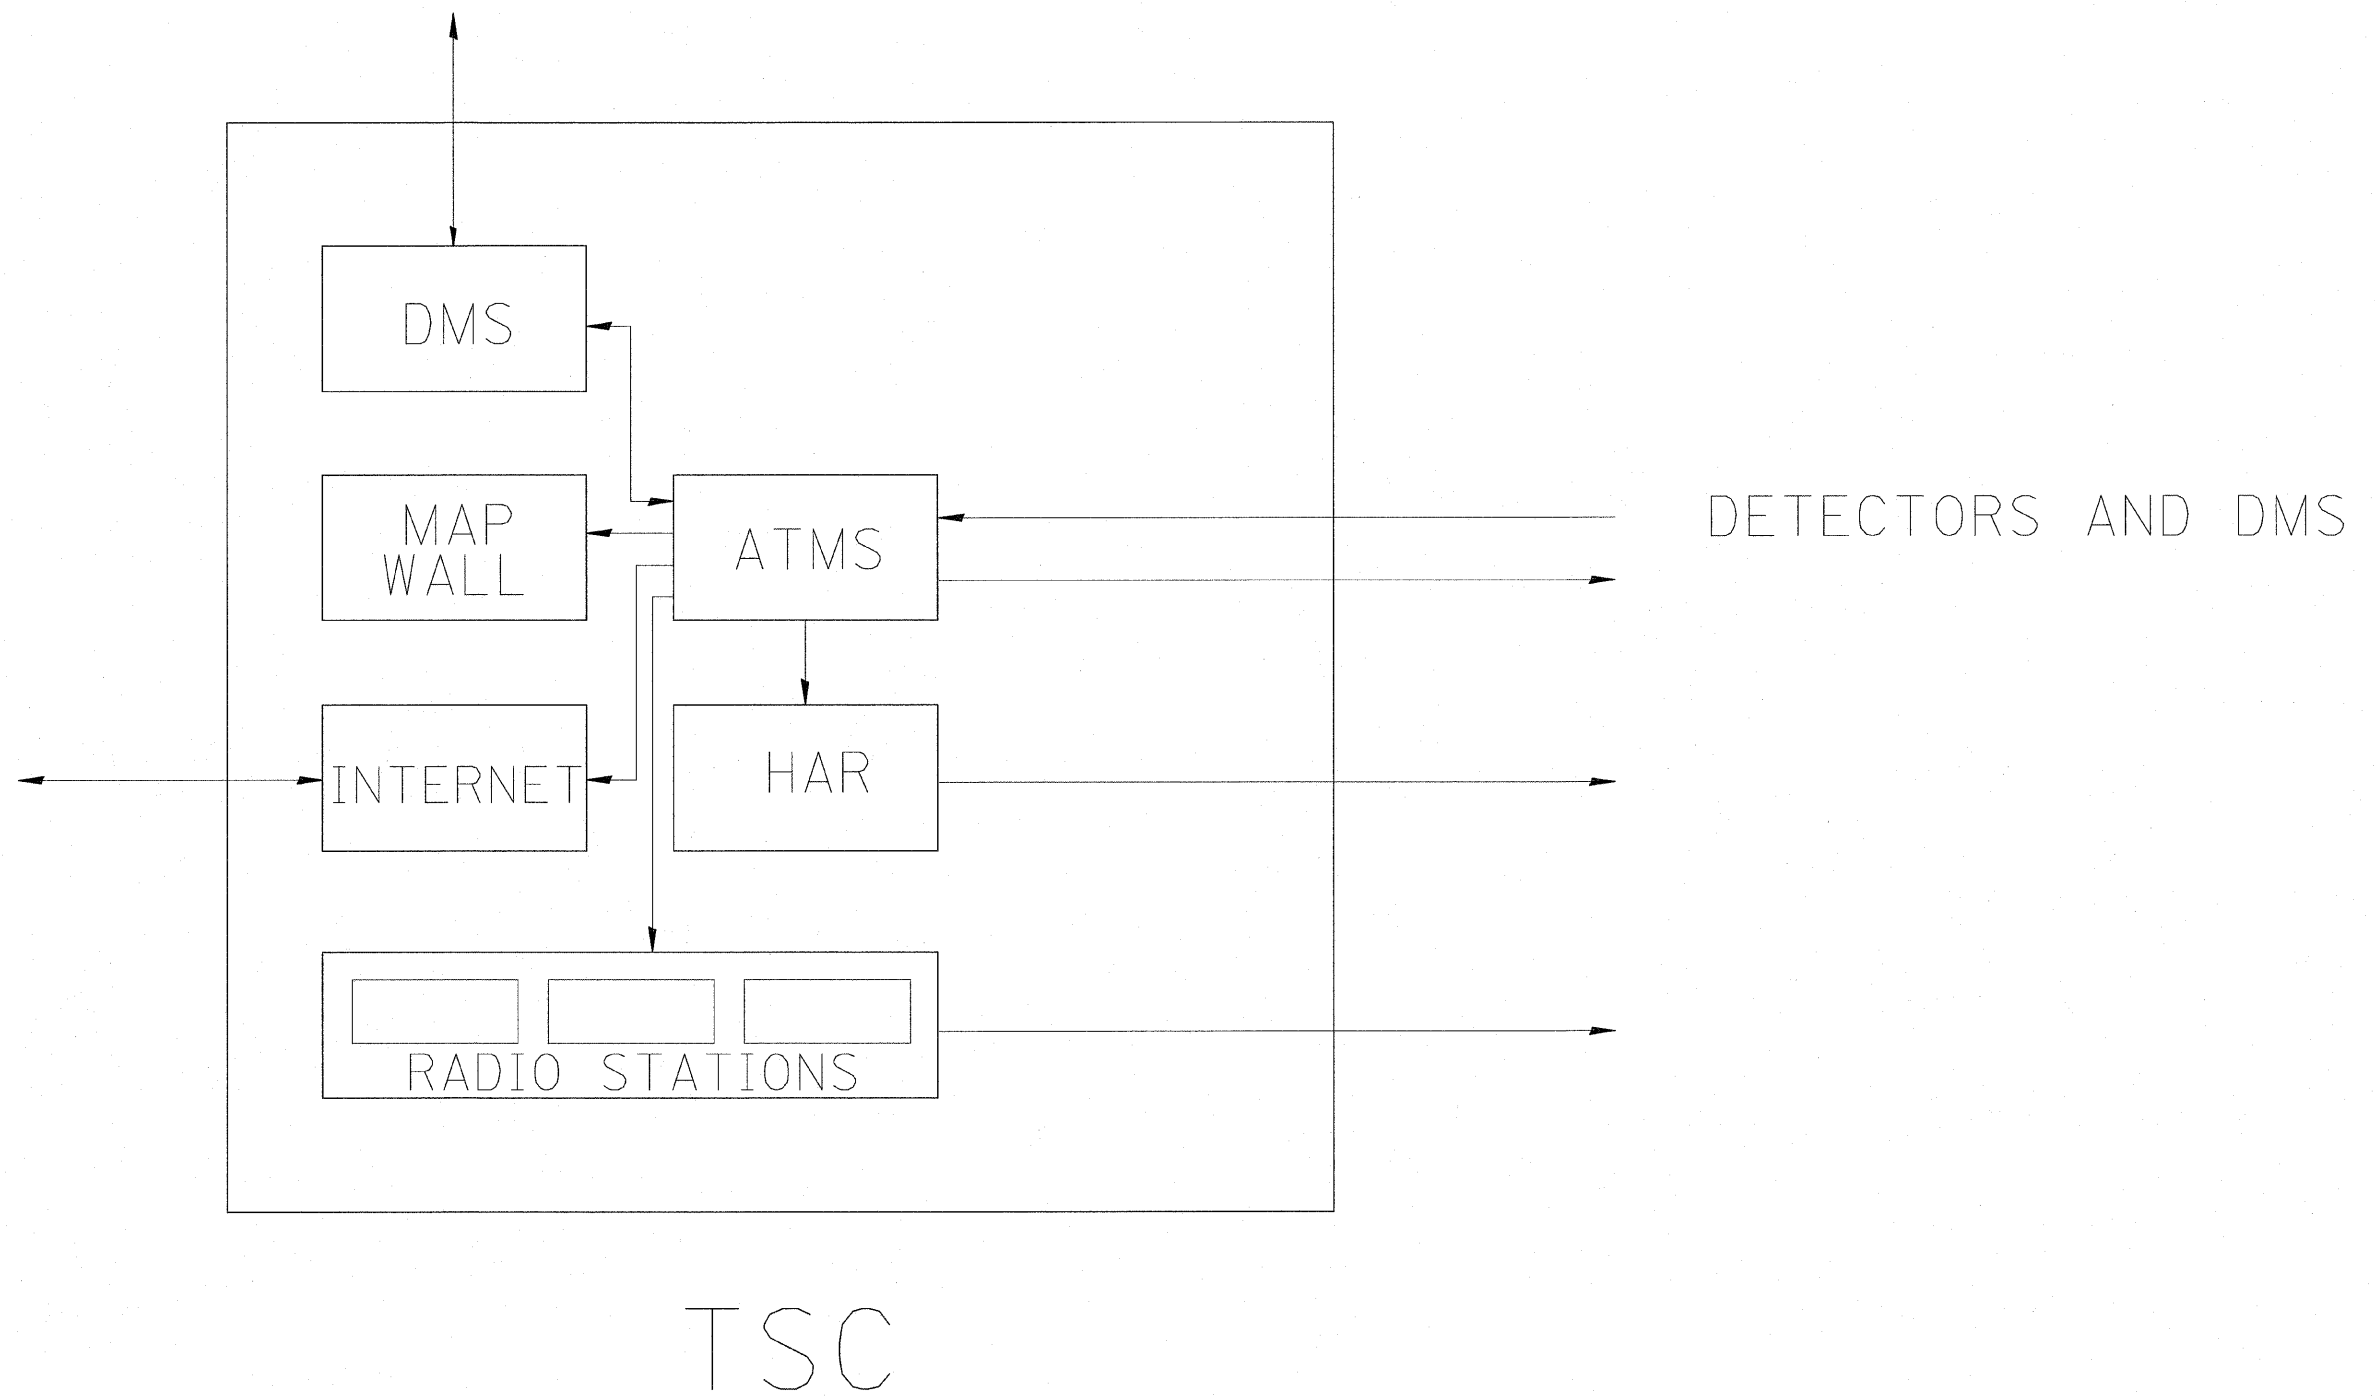 DMS
MAP
WALL
ATMS
DETECTORS AND DMS
INTERNET
HAR
RADIO STATIONS
TSC